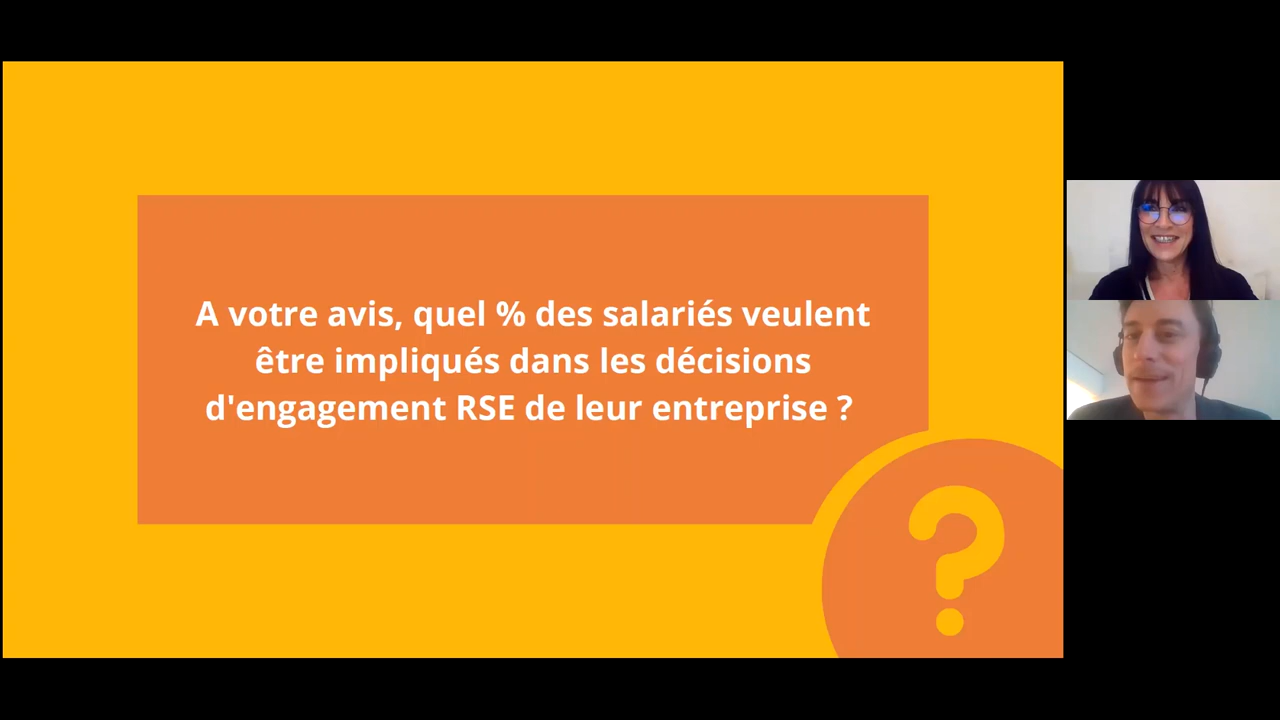 A votre avis, quel % des salariés veulent
être impliqués dans les décisions
d'engagement RSE de leur entreprise ?
?